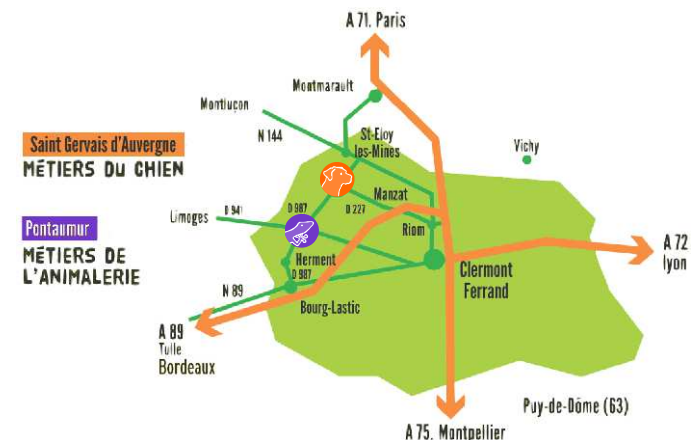 A 71. Paris
Montmarault
Montluçon
N 144
St-Eloy
les-Mines
Vichy
Saint Gervais d'Auvergne
MéTIERS DU CHIEN
Manzat
D 987
D 227
Limoges
D 941
Riom
Pontaumur
MéTIERS DE
L'ANIMALERIE
Herment
D 987
A 72
lyon
Clermont
Ferrand
N 89
Bourg-Lastic
A 89
Tulle
Bordeaux
Puy-de-Dôme (63)
A 75. Montpellier